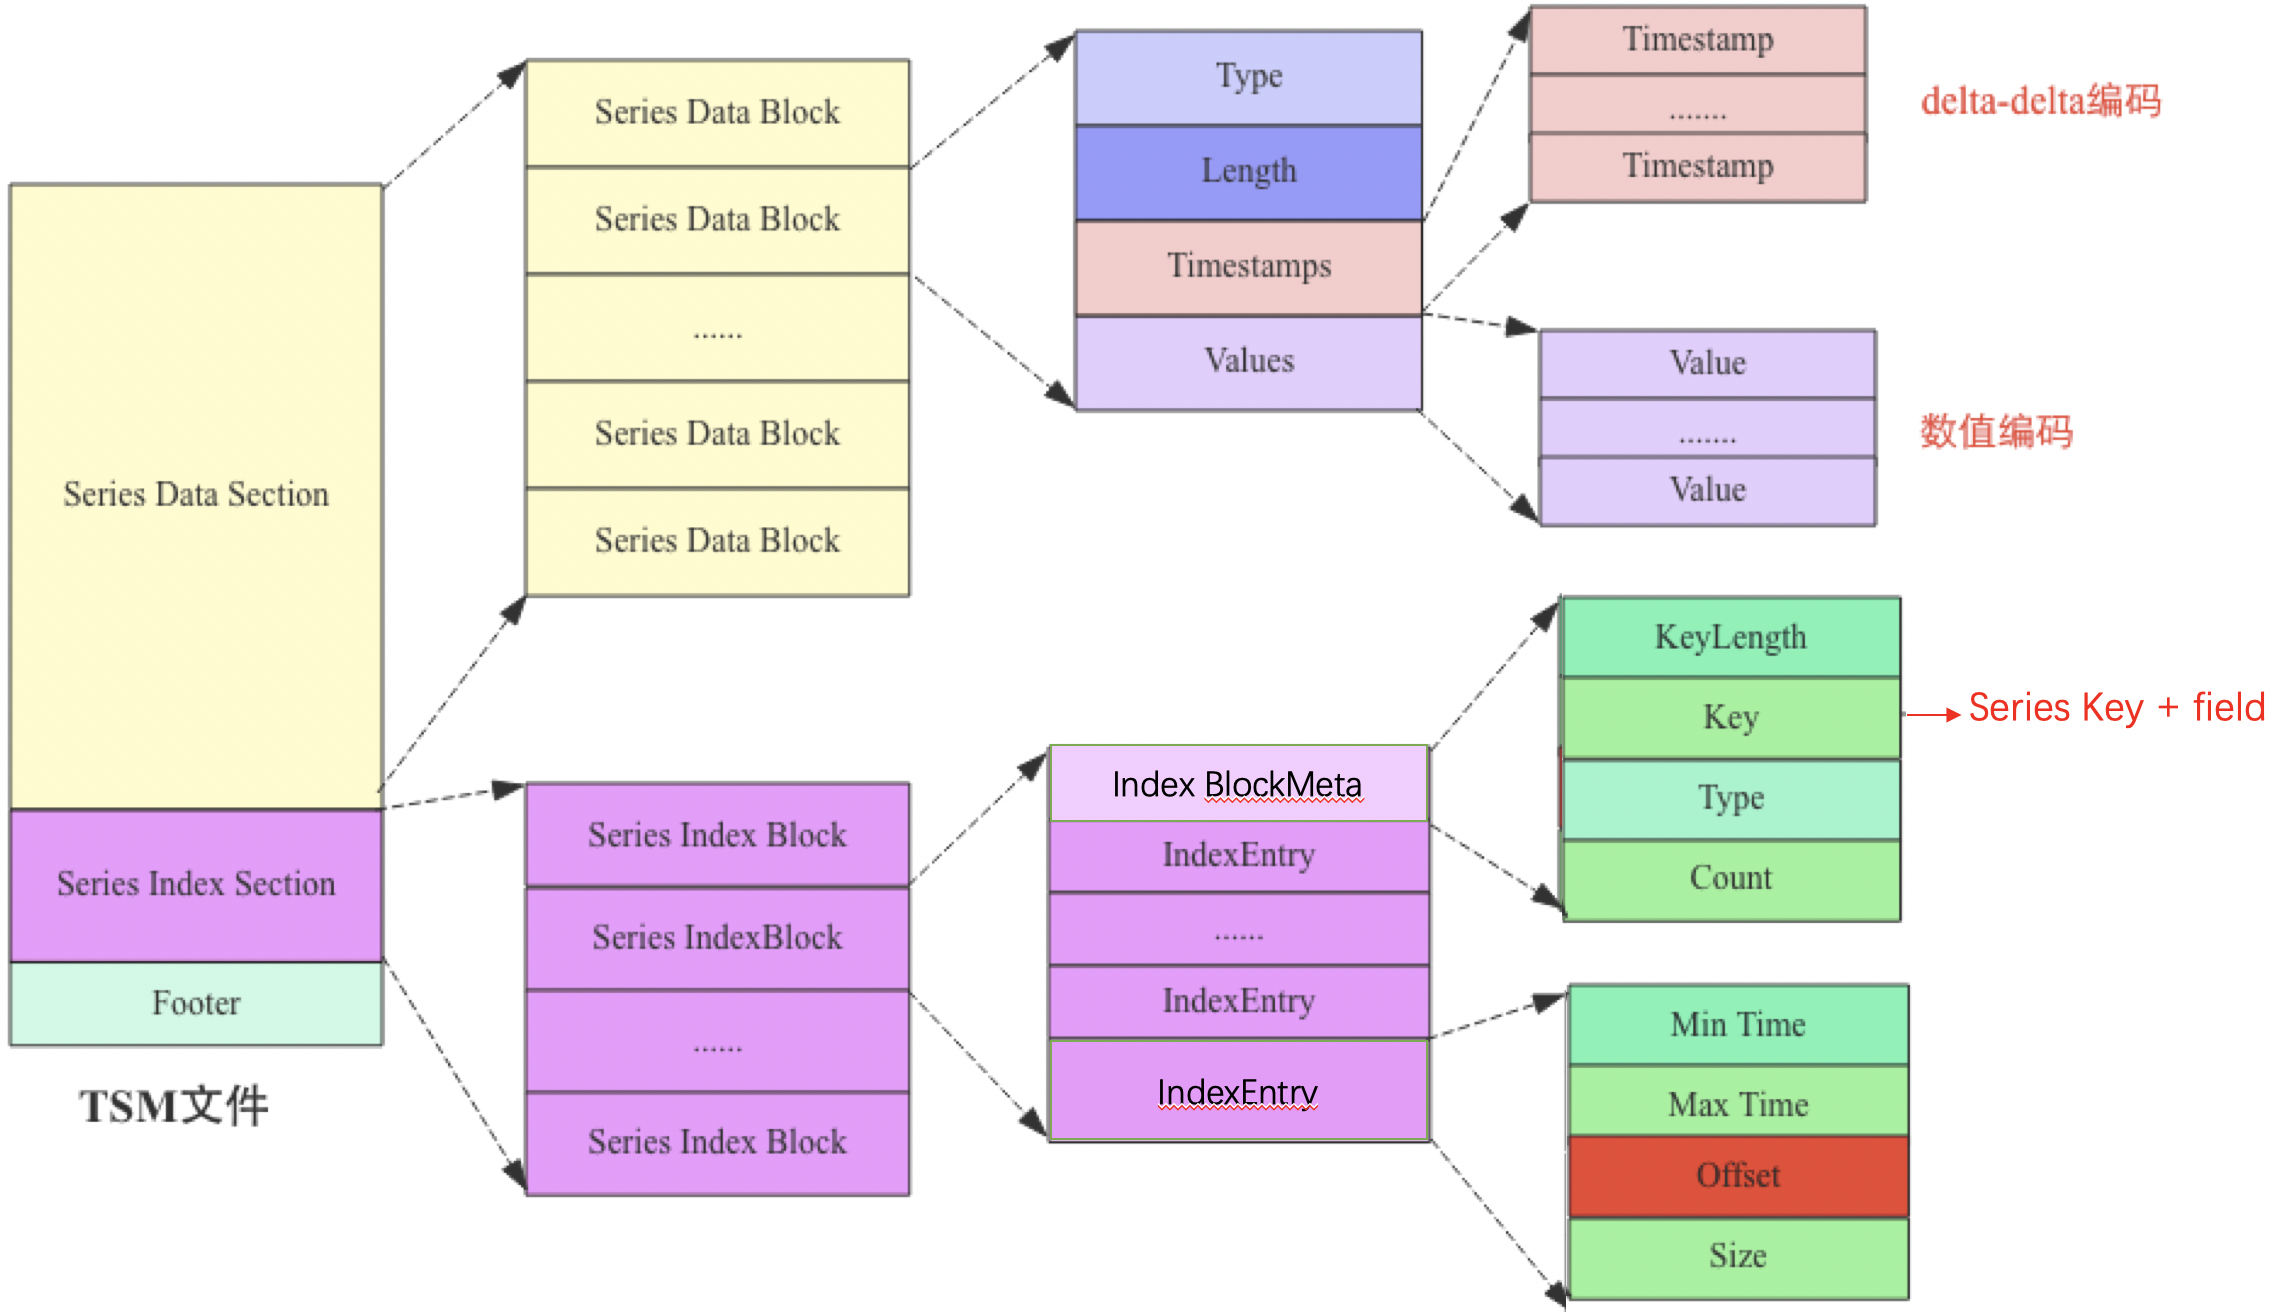 Series Data Section
Series Index Section
Footer
TSM文件
Series Data Block
Series Data Block
......
Series Data Block
Series Data Block
Type
Length
Timestamps
Values
Timestamp
.......
Timestamp
delta-delta编码
Value
.......
Value
数值编码
Series Index Block
Series IndexBlock
......
Series Index Block
Index BlockMeta
IndexEntry
......
IndexEntry
IndexEntry
KeyLength
Key
Type
Count
Series Key + field
Min Time
Max Time
Offset
Size